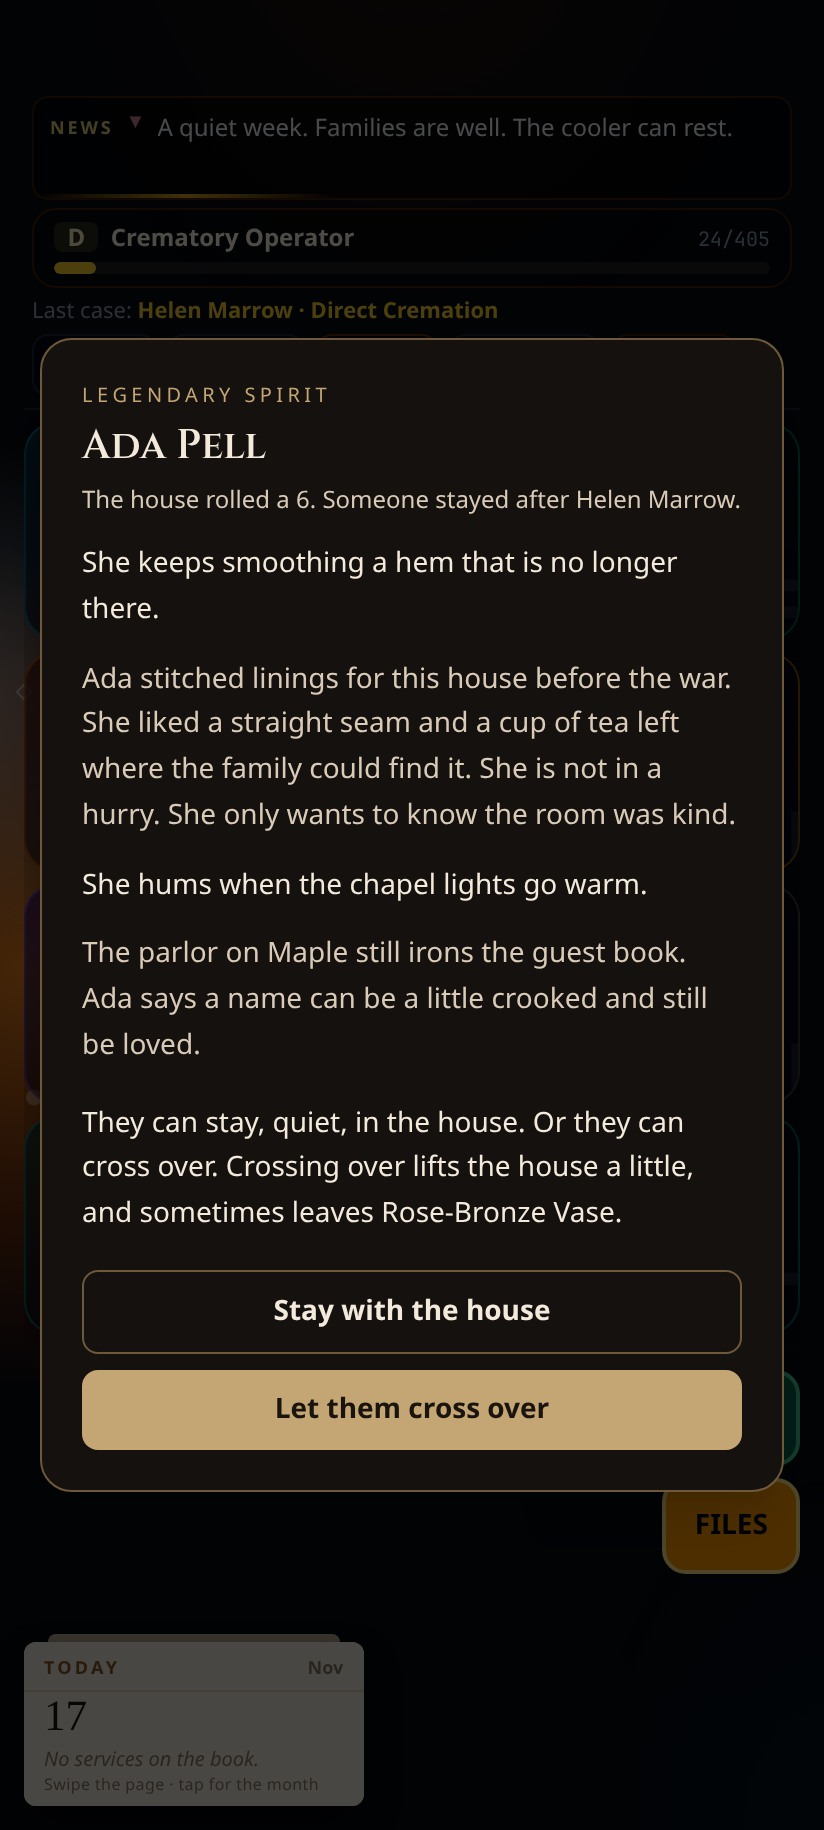 NEWS ▼ A quiet week. Families are well. The cooler can rest.
D Crematory Operator 24/405
Last case: Helen Marrow · Direct Cremation
LEGENDARY SPIRIT
Ada Pell
The house rolled a 6. Someone stayed after Helen Marrow.
She keeps smoothing a hem that is no longer
there.
Ada stitched linings for this house before the war.
She liked a straight seam and a cup of tea left
where the family could find it. She is not in a
hurry. She only wants to know the room was kind.
She hums when the chapel lights go warm.
The parlor on Maple still irons the guest book.
Ada says a name can be a little crooked and still
be loved.
They can stay, quiet, in the house. Or they can
cross over. Crossing over lifts the house a little,
and sometimes leaves Rose-Bronze Vase.
Stay with the house
Let them cross over
FILES
TODAY Nov
17
No services on the book.
Swipe the page · tap for the month